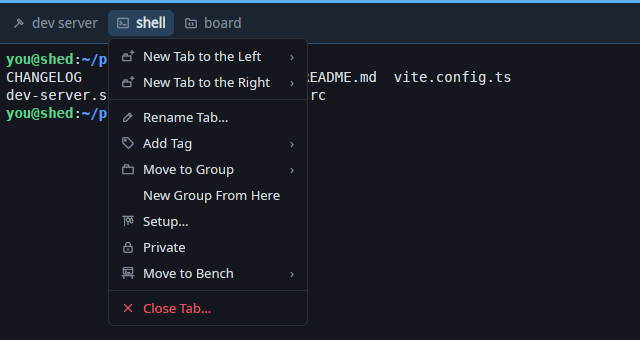 dev server shell board
you@shed:~/p
CHANGELOG README.md vite.config.ts
dev-server.s rc
you@shed:~/p
New Tab to the Left
New Tab to the Right
Rename Tab...
Add Tag
Move to Group
New Group From Here
Setup...
Private
Move to Bench
Close Tab...